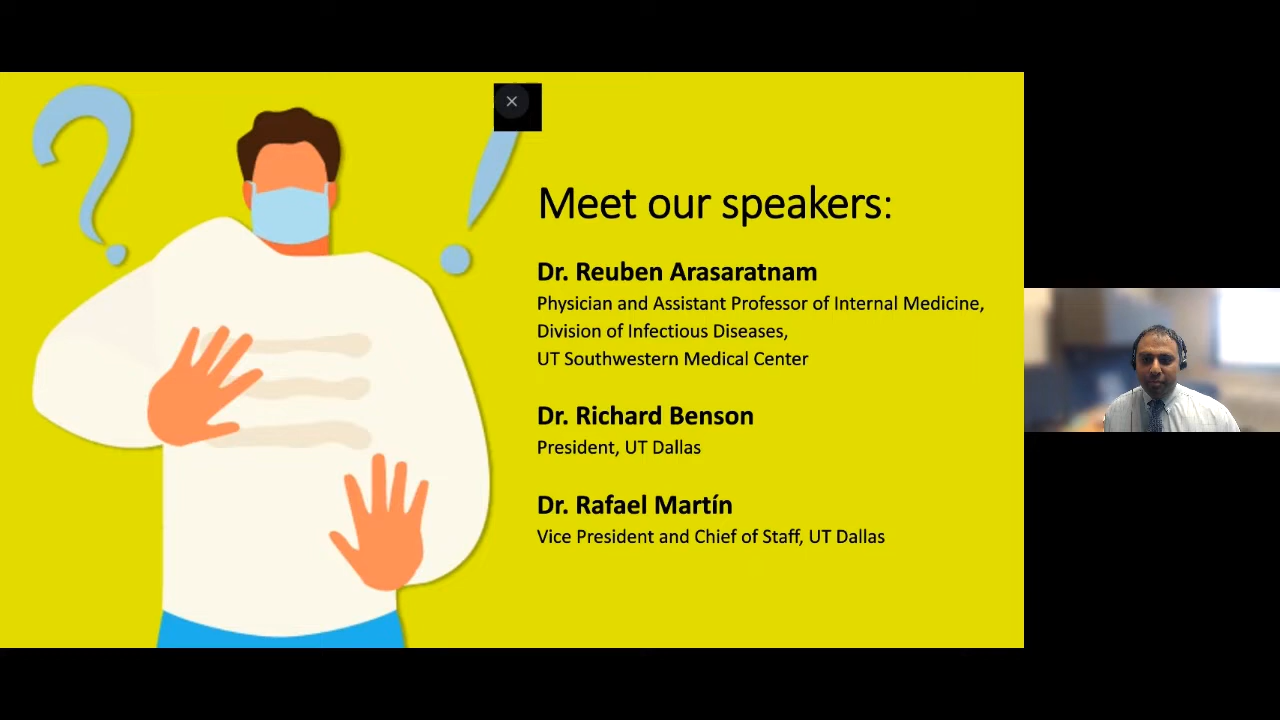 Meet our speakers:
Dr. Reuben Arasaratnam
Physician and Assistant Professor of Internal Medicine,
Division of Infectious Diseases,
UT Southwestern Medical Center
Dr. Richard Benson
President, UT Dallas
Dr. Rafael Martín
Vice President and Chief of Staff, UT Dallas